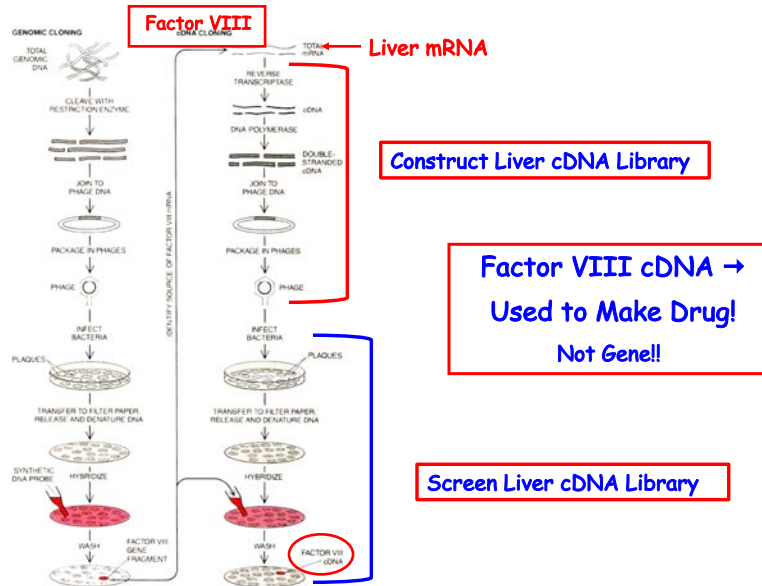 Factor VIII
GENOMIC CLONING
TOTAL
GENOMIC
DNA
CLEAVE WITH
RESTRICTION ENZYME
JOIN TO
PHAGE DNA
PACKAGE IN PHAGES
PHAGE
INFECT
BACTERIA
PLAQUES
TRANSFER TO FILTER PAPER,
RELEASE AND DENATURE DNA
SYNTHETIC
DNA PROBE
HYBRIDIZE
WASH
FACTOR VIII
GENE
FRAGMENT
IDENTIFY SOURCE OF FACTOR VIII mRNA
cDNA CLONING
TOTAL
mRNA
Liver mRNA
REVERSE
TRANSCRIPTASE
cDNA
DNA POLYMERASE
DOUBLE-
STRANDED
cDNA
JOIN TO
PHAGE DNA
PACKAGE IN PHAGES
PHAGE
INFECT
BACTERIA
PLAQUES
TRANSFER TO FILTER PAPER,
RELEASE AND DENATURE DNA
HYBRIDIZE
WASH
FACTOR VIII
cDNA
Construct Liver cDNA Library
Factor VIII cDNA →
Used to Make Drug!
Not Gene!!
Screen Liver cDNA Library